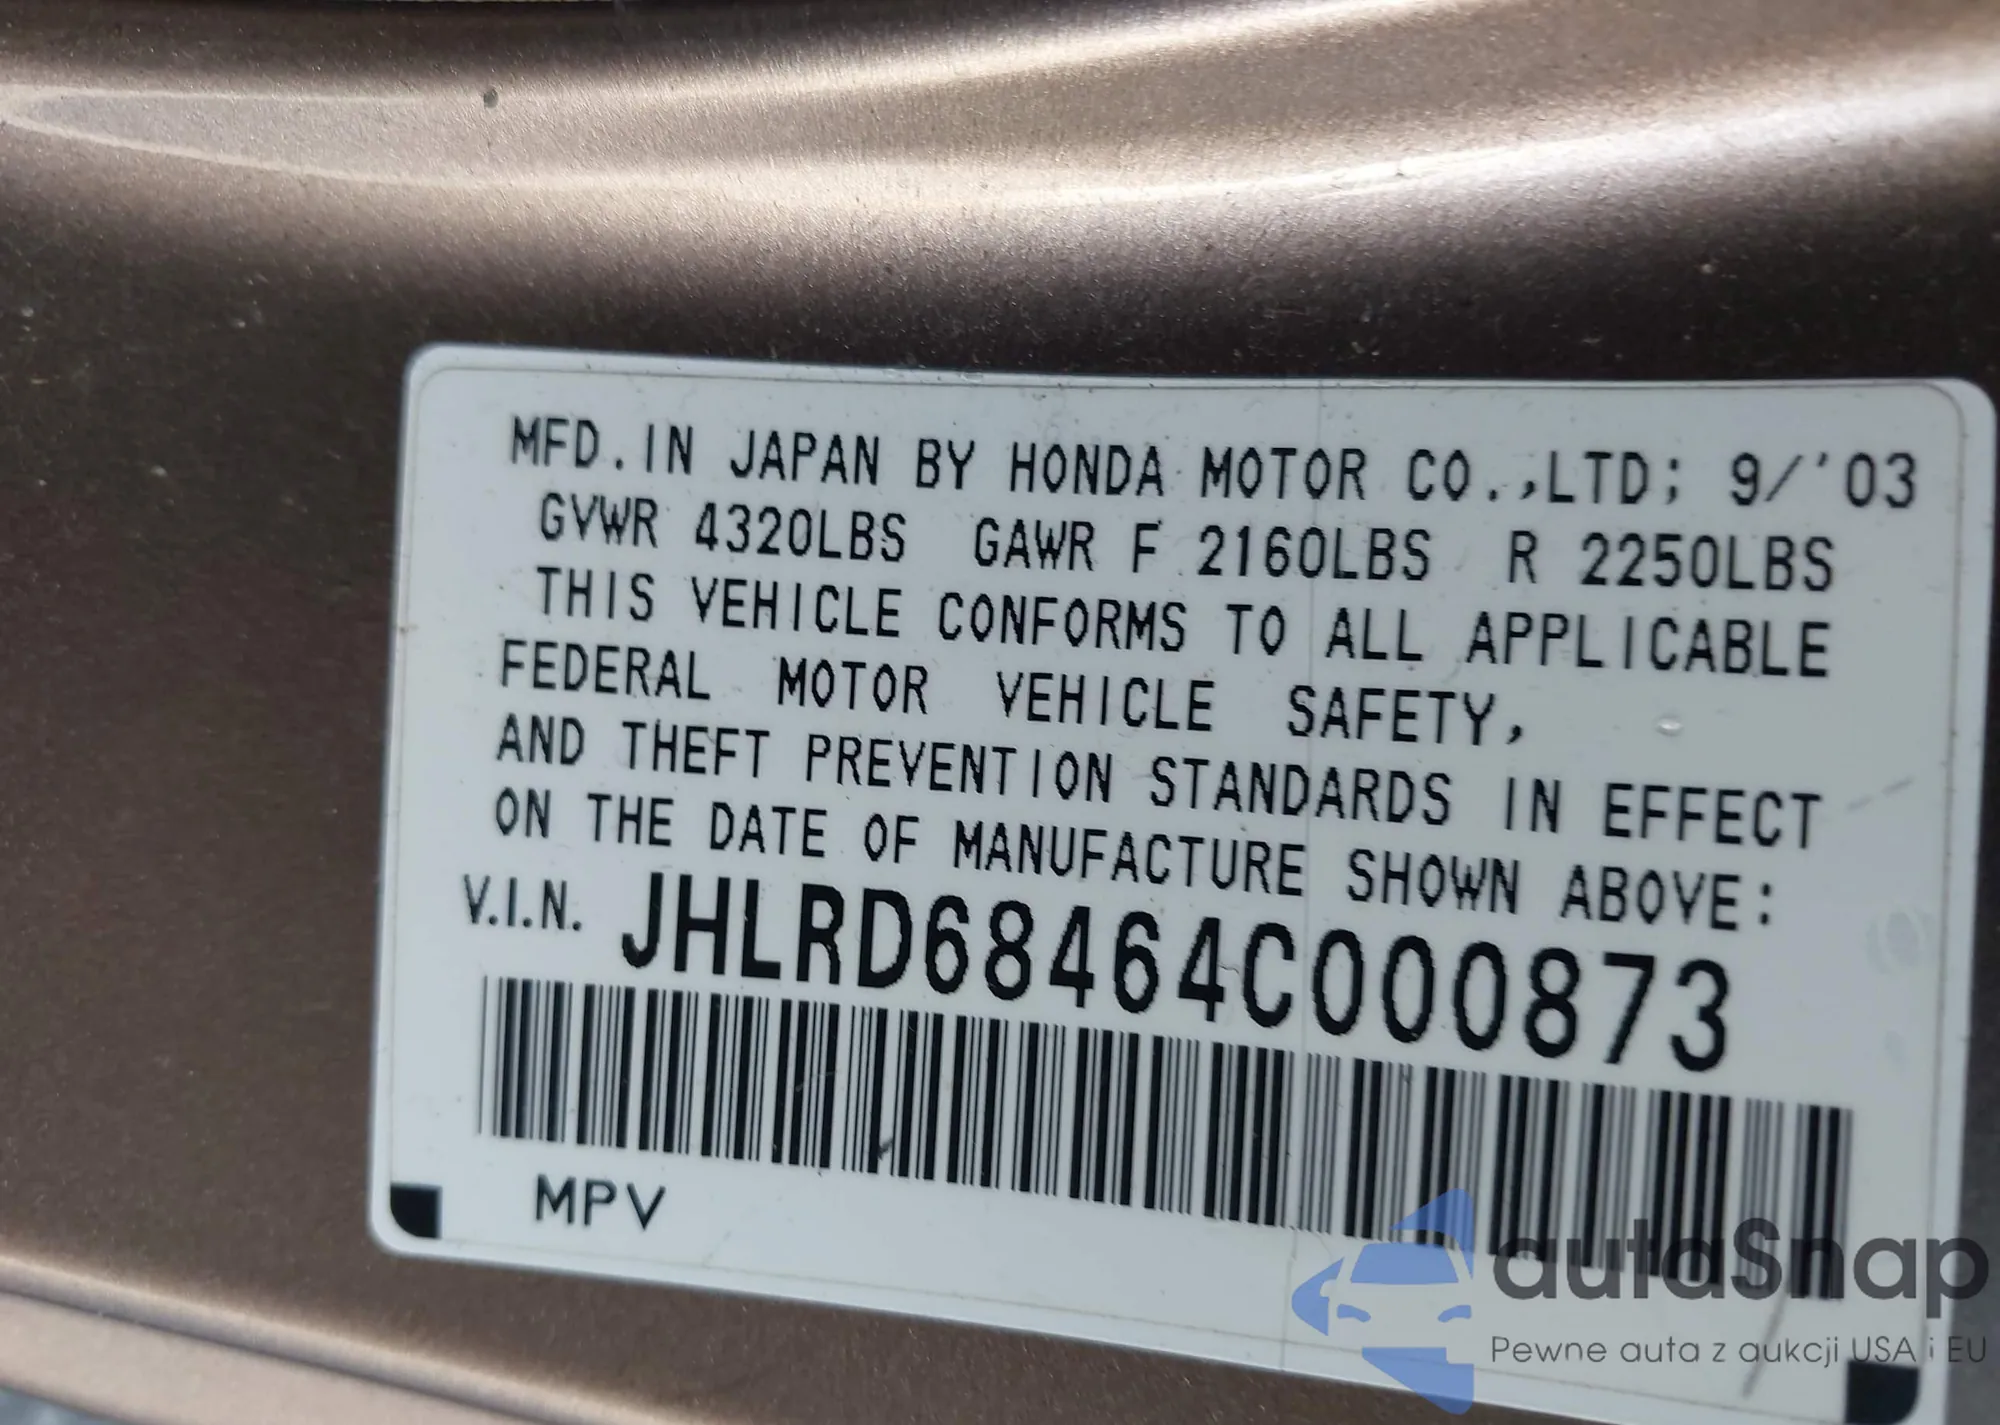 MFD. IN JAPAN BY HONDA MOTOR CO.,LTD; 9/'03
GVWR 4320LBS GAWR F 2160LBS R 2250LBS
THIS VEHICLE CONFORMS TO ALL APPLICABLE
FEDERAL MOTOR VEHICLE SAFETY,
AND THEFT PREVENTION STANDARDS IN EFFECT
ON THE DATE OF MANUFACTURE SHOWN ABOVE:
V.I.N. JHLRD68464C000873
MPV
autaSnap
Pewne auta z aukcji USA i EU